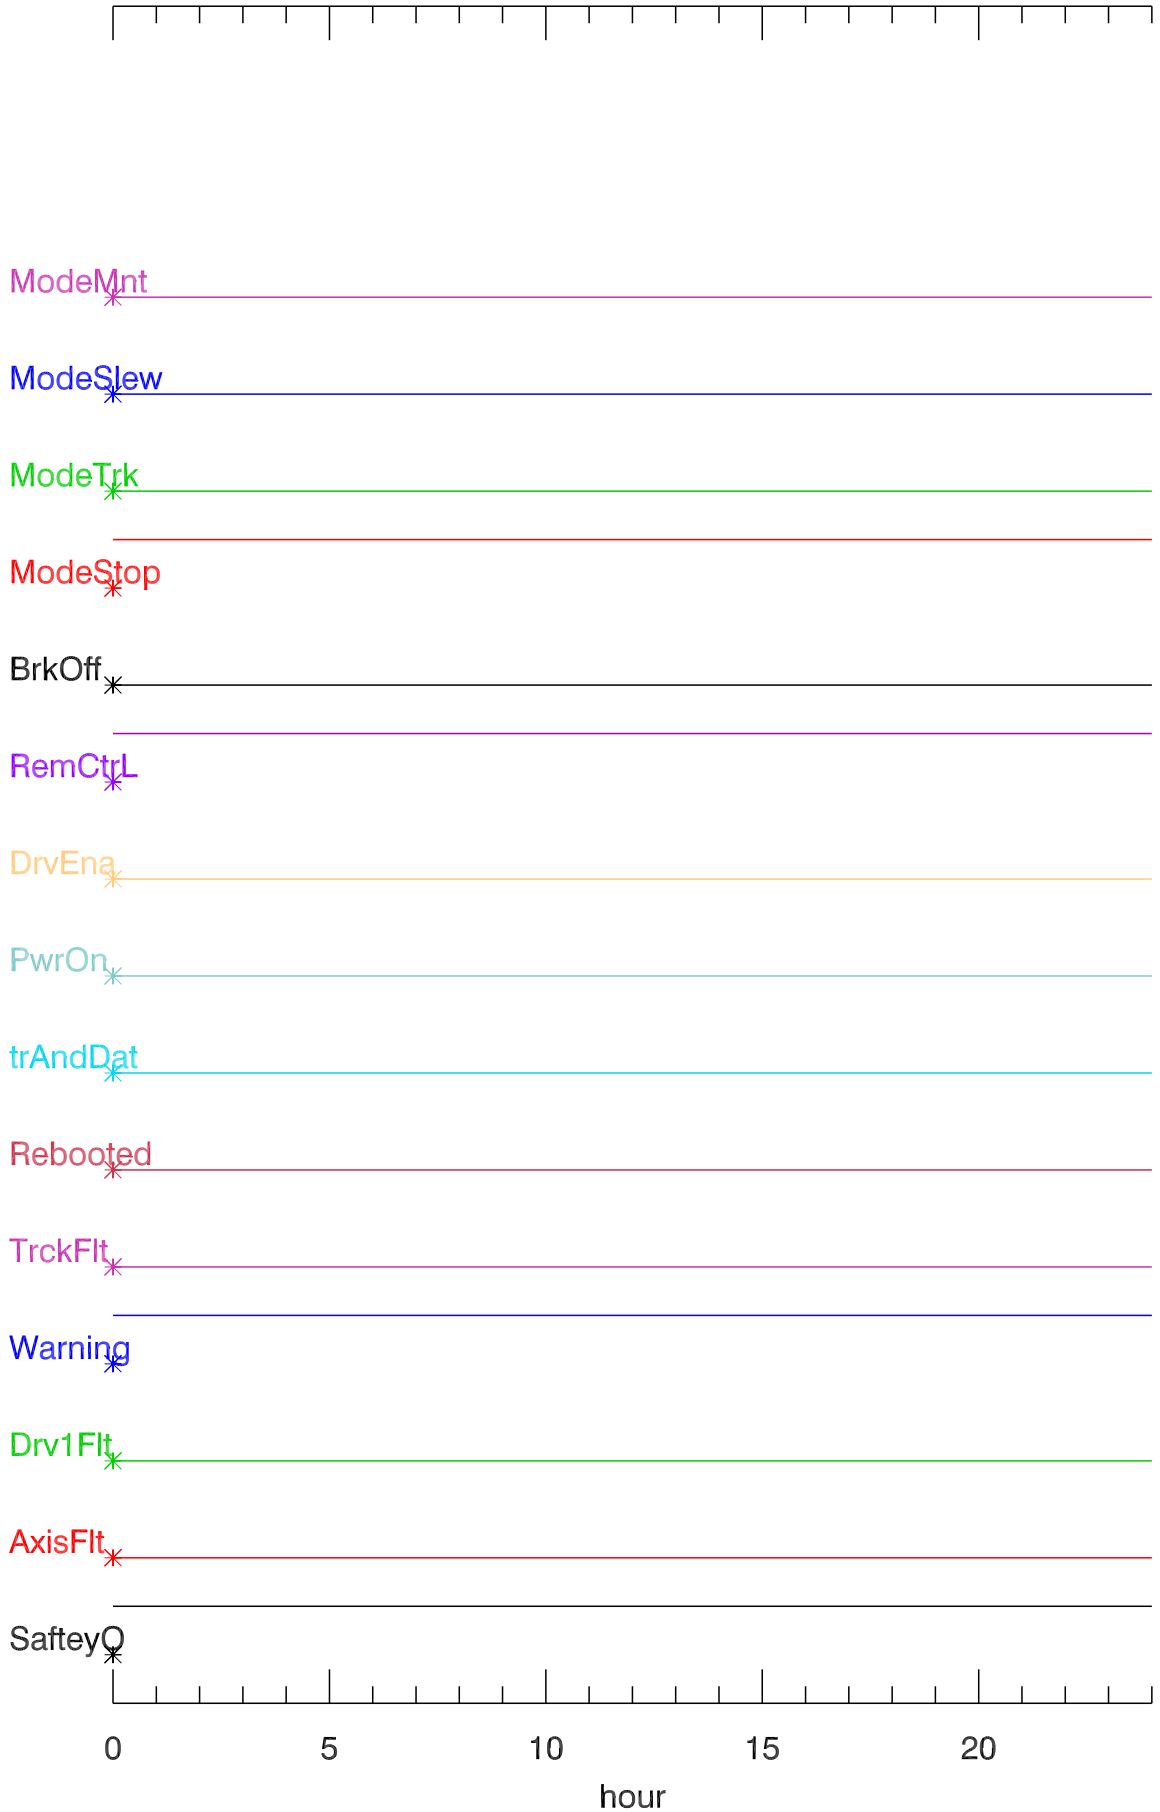 ModeMnt
ModeSlew
ModeTrk
ModeStop
BrkOff
RemCtrL
DrvEna
PwrOn
trAndDat
Rebooted
TrckFlt
Warning
Drv1Flt
AxisFlt
SafteyO
0 5 10 15 20
hour